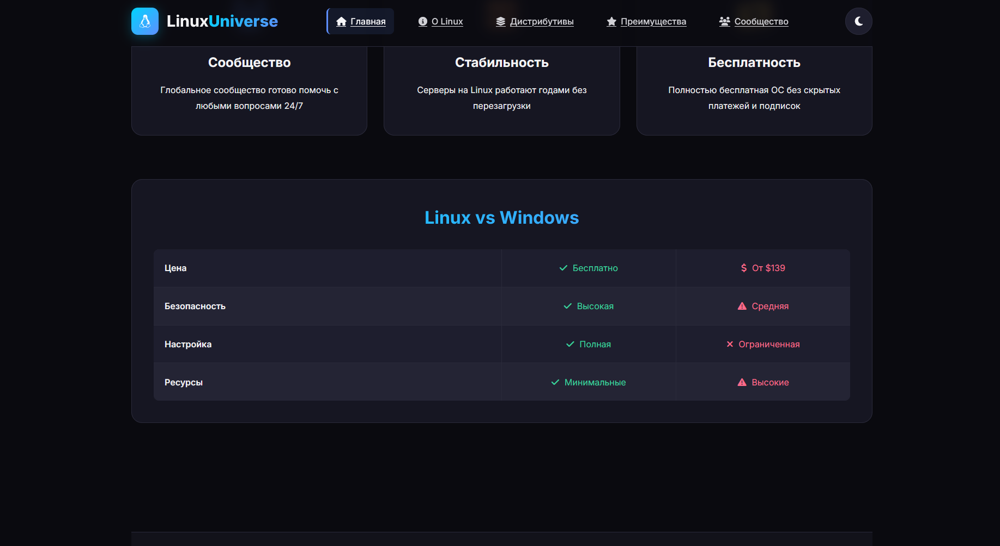 LinuxUniverse
Главная
О Linux
Дистрибутивы
Преимущества
Сообщество
Сообщество
Глобальное сообщество готово помочь с
любыми вопросами 24/7
Стабильность
Серверы на Linux работают годами без
перезагрузки
Бесплатность
Полностью бесплатная ОС без скрытых
платежей и подписок
Linux vs Windows
Цена
Бесплатно
От $139
Безопасность
Высокая
Средняя
Настройка
Полная
Ограниченная
Ресурсы
Минимальные
Высокие